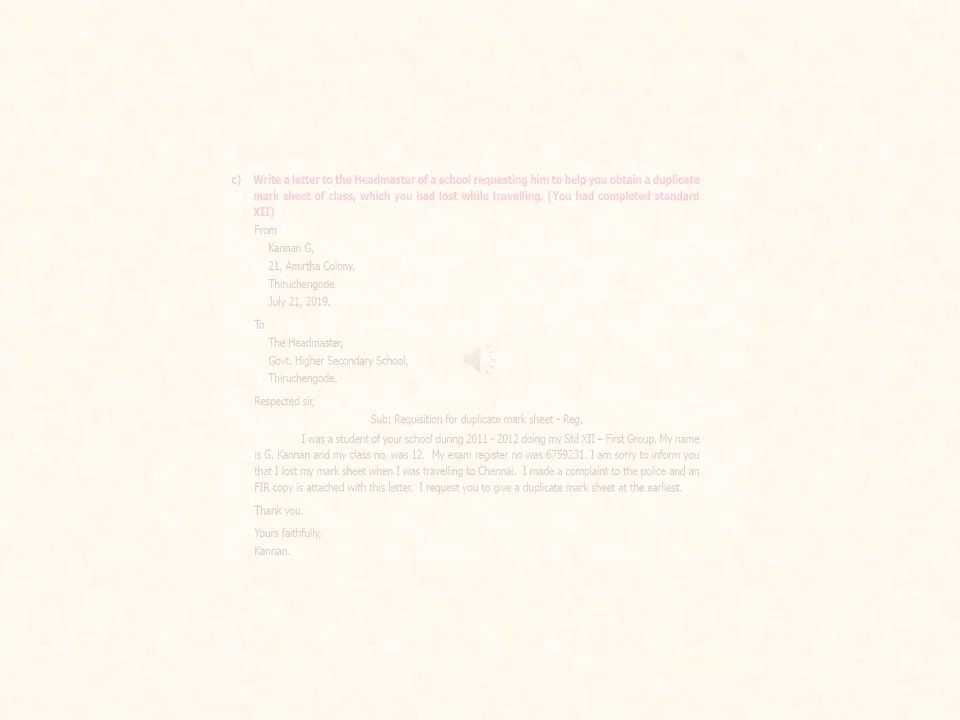 c) Write a letter to the Headmaster of a school requesting him to help you obtain a duplicate
mark sheet of class, which you had lost while travelling. (You had completed standard
XII)
From
Kannan G,
21, Amirtha Colony,
Thiruchengode.
July 21, 2019.
To
The Headmaster,
Govt. Higher Secondary School,
Thiruchengode.
Respected sir,
Sub: Requisition for duplicate mark sheet - Reg.
I was a student of your school during 2011 - 2012 doing my Std XII – First Group. My name
is G. Kannan and my class no. was 12. My exam register no was 6759231. I am sorry to inform you
that I lost my mark sheet when I was travelling to Chennai. I made a complaint to the police and an
FIR copy is attached with this letter. I request you to give a duplicate mark sheet at the earliest.
Thank you.
Yours faithfully,
Kannan.